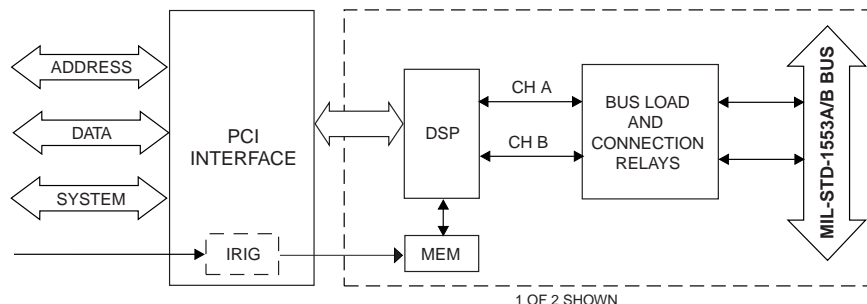 ADDRESS
DATA
SYSTEM
PCI
INTERFACE
IRIG
DSP
MEM
CH A
CH B
BUS LOAD
AND
CONNECTION
RELAYS
MIL-STD-1553A/B BUS
1 OF 2 SHOWN